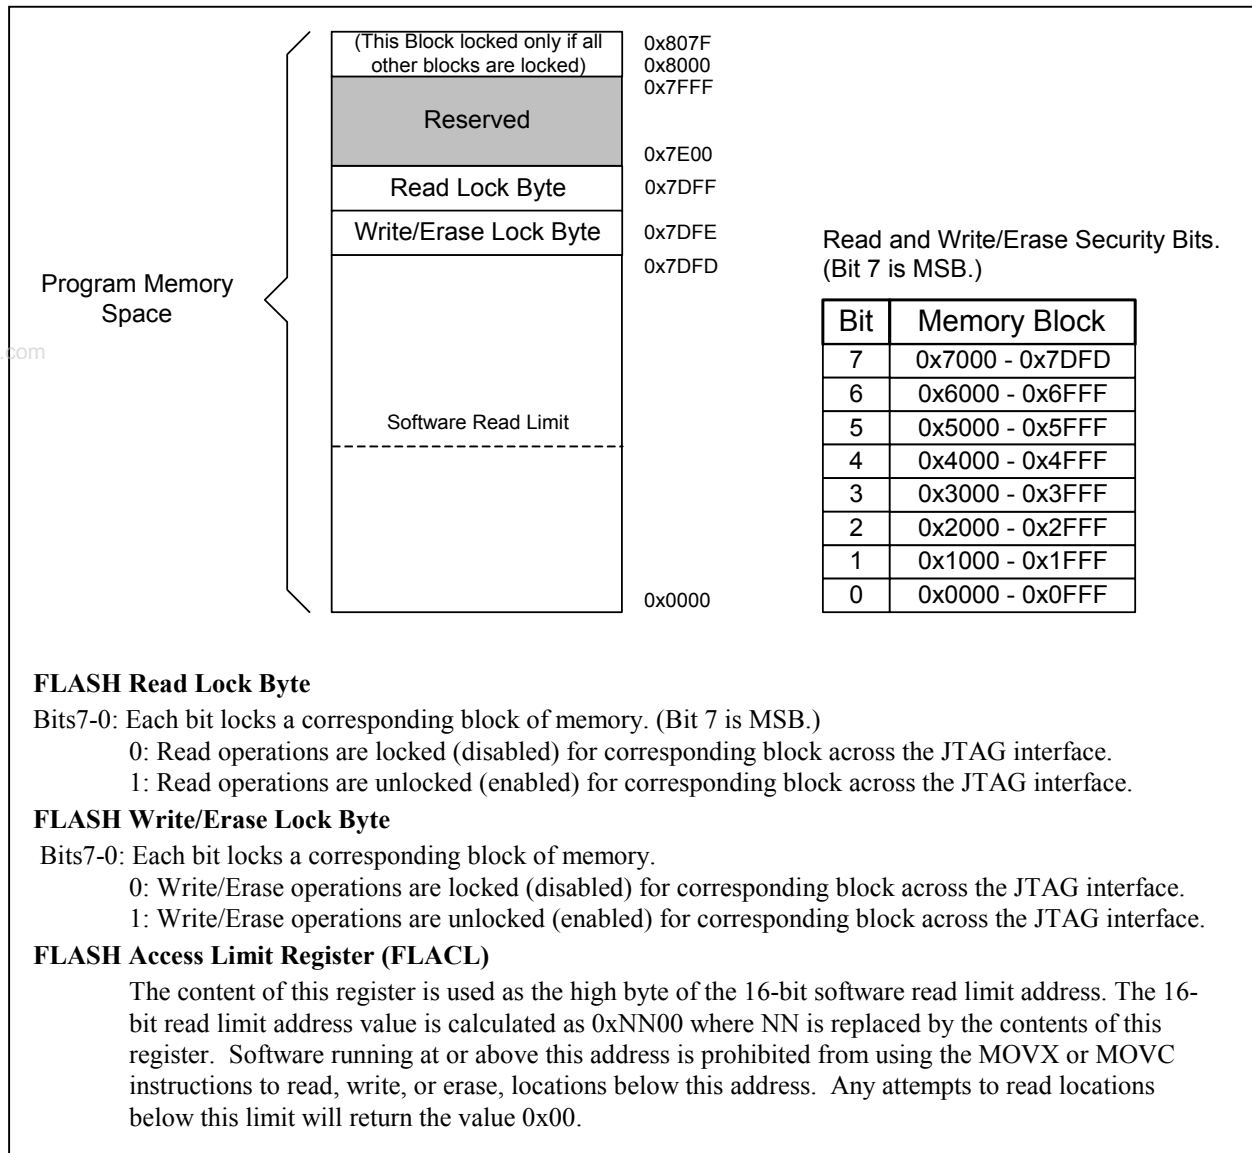 (This Block locked only if all
other blocks are locked)
0x807F
0x8000
0x7FFF
Reserved
0x7E00
Read Lock Byte
0x7DFF
Write/Erase Lock Byte
0x7DFE
0x7DFD
Program Memory
Space
.com
Software Read Limit
0x0000
Read and Write/Erase Security Bits.
(Bit 7 is MSB.)
Bit Memory Block
7 0x7000 - 0x7DFD
6 0x6000 - 0x6FFF
5 0x5000 - 0x5FFF
4 0x4000 - 0x4FFF
3 0x3000 - 0x3FFF
2 0x2000 - 0x2FFF
1 0x1000 - 0x1FFF
0 0x0000 - 0x0FFF
FLASH Read Lock Byte
Bits7-0: Each bit locks a corresponding block of memory. (Bit 7 is MSB.)
0: Read operations are locked (disabled) for corresponding block across the JTAG interface.
1: Read operations are unlocked (enabled) for corresponding block across the JTAG interface.
FLASH Write/Erase Lock Byte
Bits7-0: Each bit locks a corresponding block of memory.
0: Write/Erase operations are locked (disabled) for corresponding block across the JTAG interface.
1: Write/Erase operations are unlocked (enabled) for corresponding block across the JTAG interface.
FLASH Access Limit Register (FLACL)
The content of this register is used as the high byte of the 16-bit software read limit address. The 16-
bit read limit address value is calculated as 0xNN00 where NN is replaced by the contents of this
register. Software running at or above this address is prohibited from using the MOVX or MOVC
instructions to read, write, or erase, locations below this address. Any attempts to read locations
below this limit will return the value 0x00.